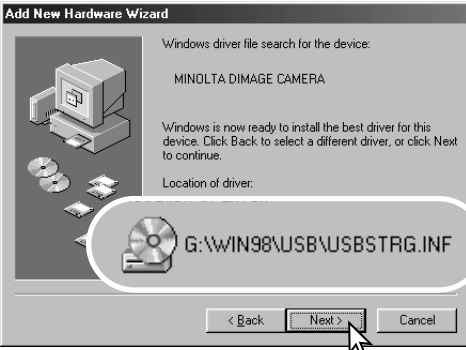 Add New Hardware Wizard
Windows driver file search for the device:
MINOLTA DIMAGE CAMERA
Windows is now ready to install the best driver for this
device. Click Back to select a different driver, or click Next
to continue.
Location of driver:
G:\WIN98\USB\USBSTRG.INF
< Back
Next >
Cancel